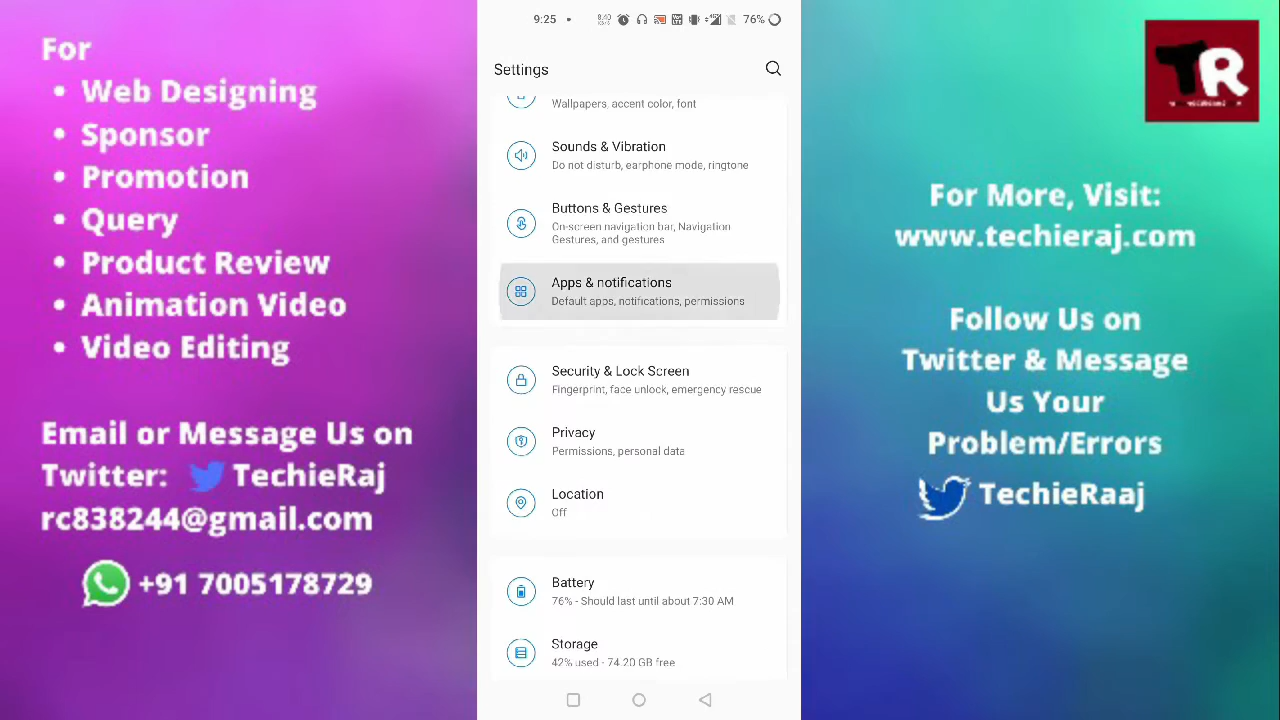 For
• Web Designing
• Sponsor
• Promotion
• Query
• Product Review
• Animation Video
• Video Editing
Email or Message Us on
Twitter: TechieRaj
rc838244@gmail.com
+91 7005178729
9:25
76%
Settings
Wallpapers, accent color, font
Sounds & Vibration
Do not disturb, earphone mode, ringtone
Buttons & Gestures
On-screen navigation bar, Navigation
Gestures, and gestures
Apps & notifications
Default apps, notifications, permissions
Security & Lock Screen
Fingerprint, face unlock, emergency rescue
Privacy
Permissions, personal data
Location
Off
Battery
76% - Should last until about 7:30 AM
Storage
42% used - 74.20 GB free
TR
For More, Visit:
www.techieraj.com
Follow Us on
Twitter & Message
Us Your
Problem/Errors
TechieRaaj